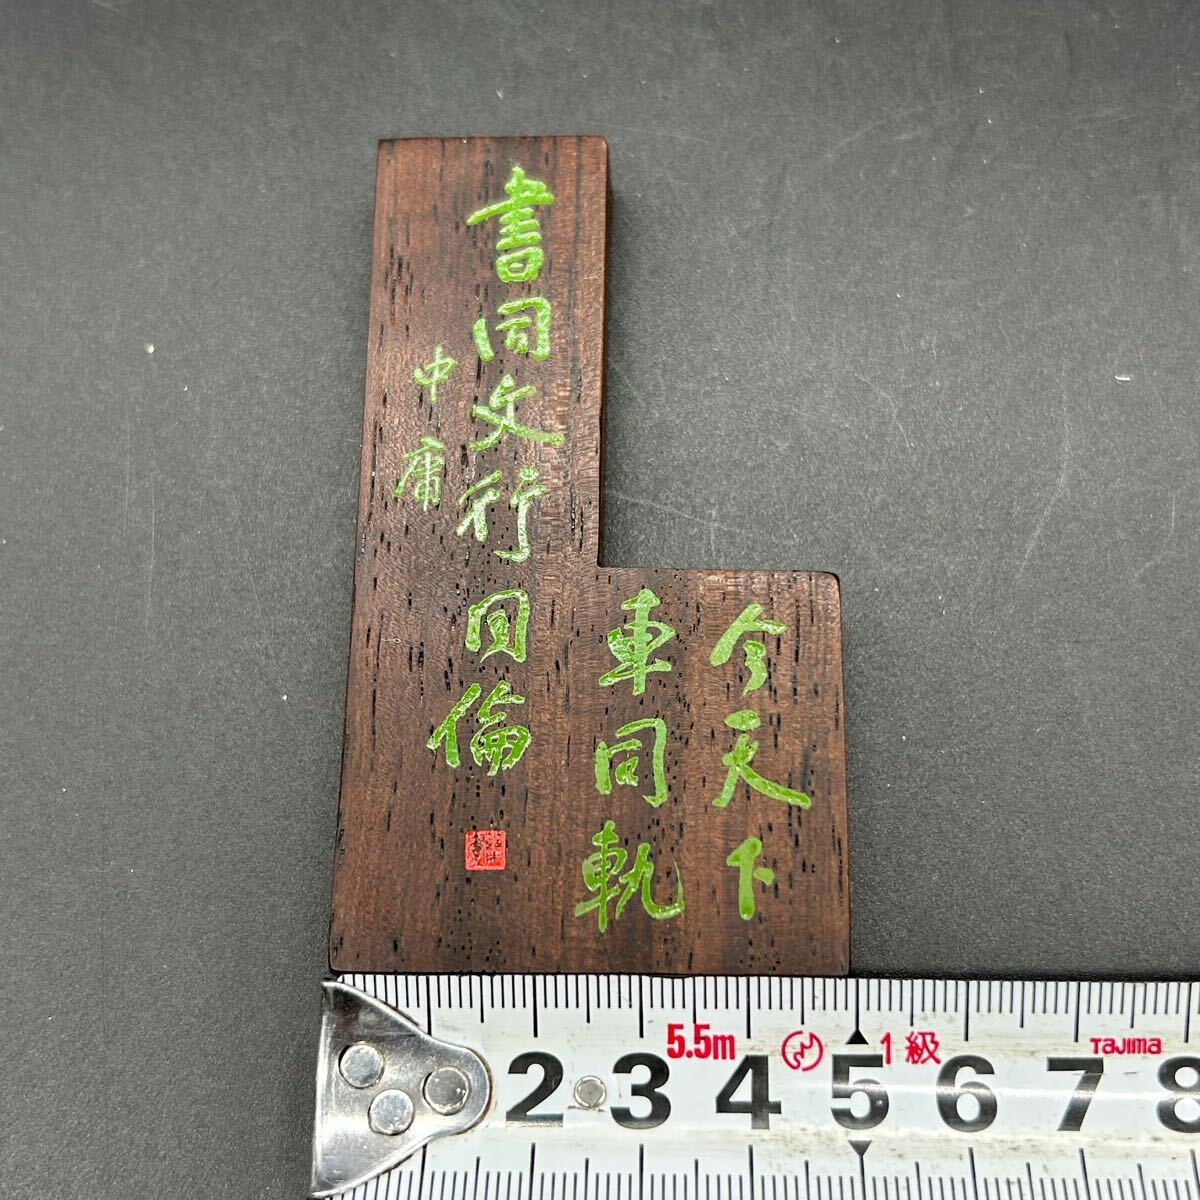 今天下
車同軌
書同文行同倫
中庸
5.5m 1級 TaJima
2 3 4 5 6 7 8